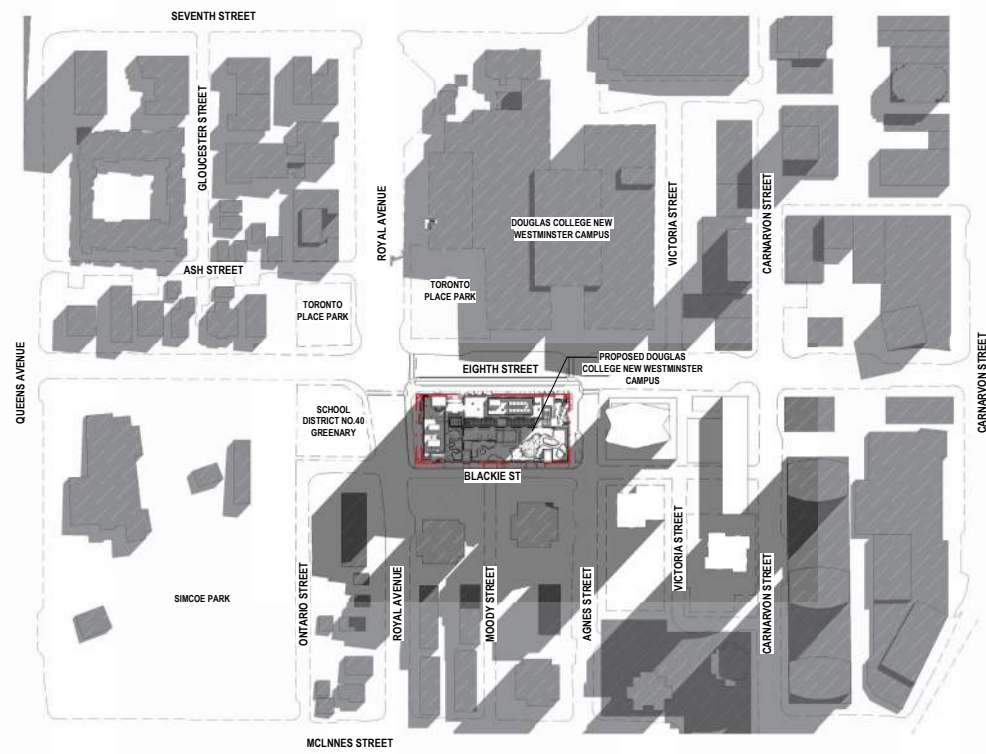 SEVENTH STREET
GLOUCESTER STREET
ROYAL AVENUE
DOUGLAS COLLEGE NEW
WESTMINSTER CAMPUS
VICTORIA STREET
CARNARVON STREET
ASH STREET
TORONTO
PLACE PARK
TORONTO
PLACE PARK
QUEENS AVENUE
EIGHTH STREET
PROPOSED DOUGLAS
COLLEGE NEW WESTMINSTER
CAMPUS
CARNARVON STREET
SCHOOL
DISTRICT NO.40
GREENARY
BLACKIE ST
SIMCOE PARK
ONTARIO STREET
ROYAL AVENUE
MOODY STREET
AGNES STREET
VICTORIA STREET
CARNARVON STREET
MCLNNES STREET